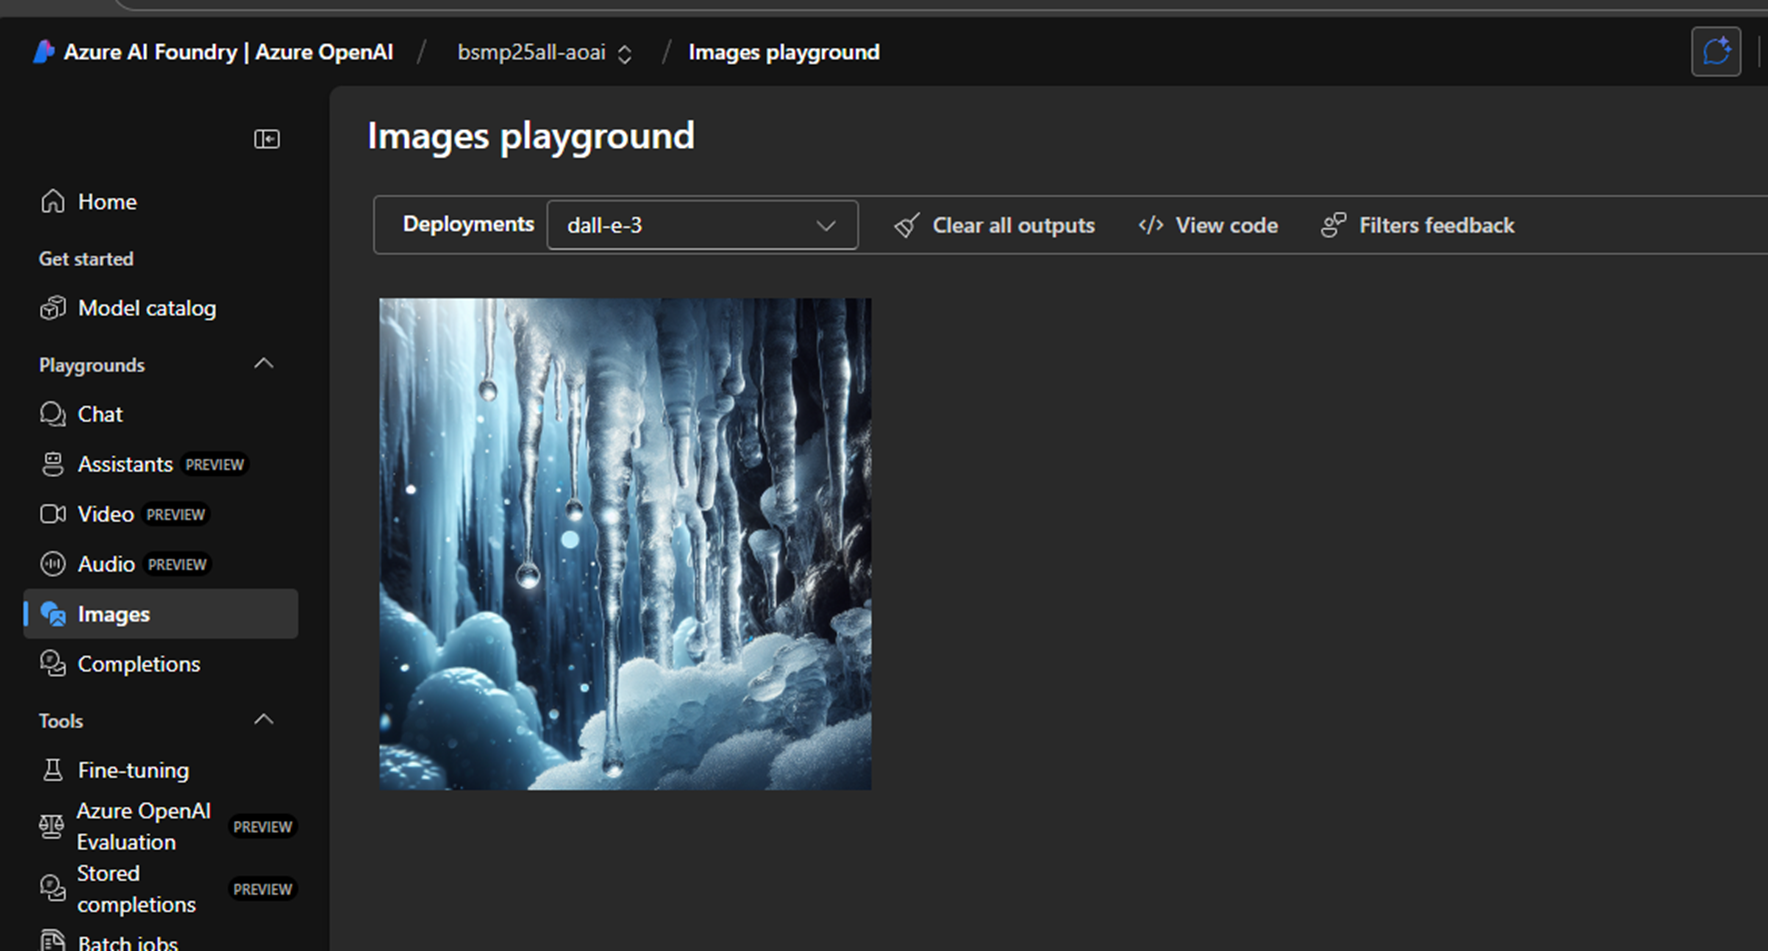 Azure AI Foundry | Azure OpenAI / bsmp25all-aoai / Images playground
Images playground
Deployments dall-e-3 Clear all outputs </> View code Filters feedback
Home
Get started
Model catalog
Playgrounds
Chat
Assistants PREVIEW
Video PREVIEW
Audio PREVIEW
Images
Completions
Tools
Fine-tuning
Azure OpenAI
Evaluation PREVIEW
Stored
completions PREVIEW
Batch jobs